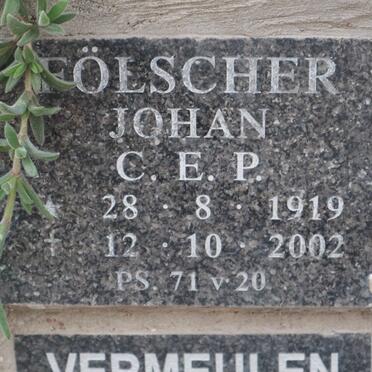 FÖLSCHER
JOHAN
C. E. P.
* 28 · 8 · 1919
† 12 · 10 · 2002
PS. 71 v 20
VERMEULEN